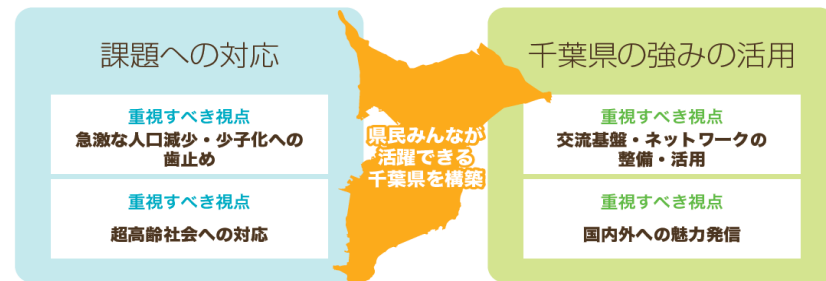 課題への対応
重視すべき視点
急激な人口減少・少子化への
歯止め
重視すべき視点
超高齢社会への対応
県民みんなが
活躍できる
千葉県を構築
千葉県の強みの活用
重視すべき視点
交流基盤・ネットワークの
整備・活用
重視すべき視点
国内外への魅力発信